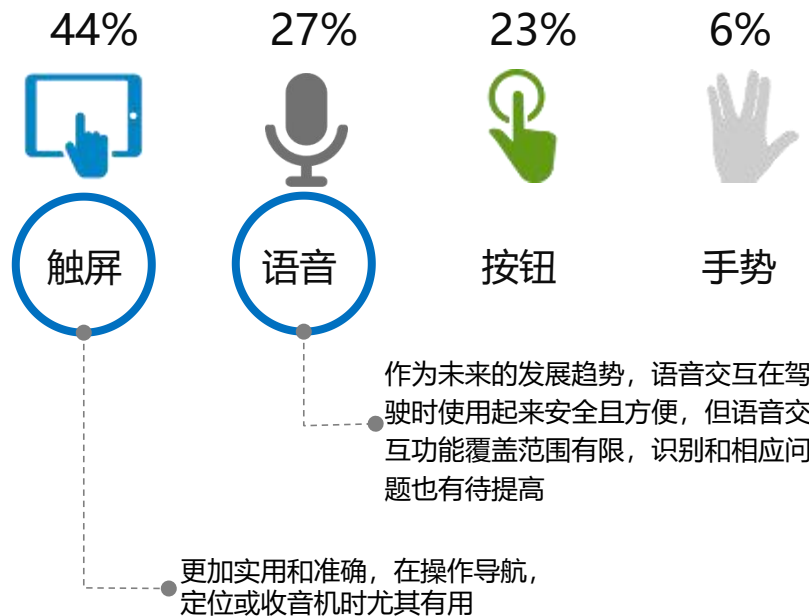 44%
27%
23%
6%
触屏
语音
按钮
手势
作为未来的发展趋势，语音交互在驾
驶时使用起来安全且方便，但语音交
互功能覆盖范围有限，识别和相应问
题也有待提高
更加实用和准确，在操作导航，
定位或收音机时尤其有用